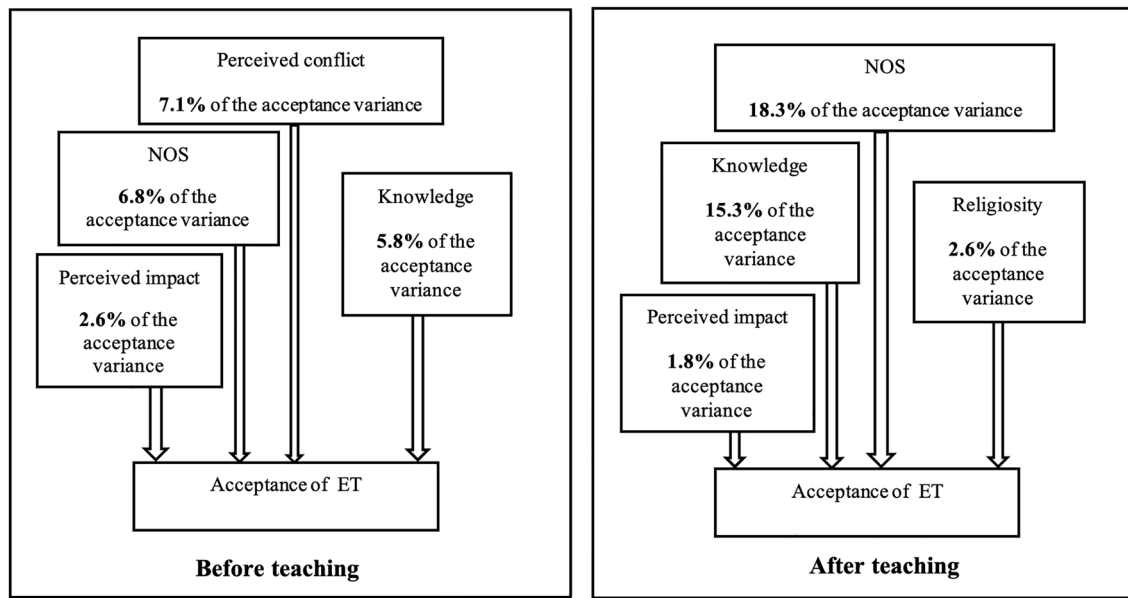 Perceived conflict
7.1% of the acceptance variance
NOS
6.8% of the
acceptance variance
Knowledge
5.8% of the
acceptance
variance
Perceived impact
2.6% of the
acceptance
variance
Acceptance of ET
Before teaching
NOS
18.3% of the acceptance variance
Knowledge
15.3% of the
acceptance
variance
Religiosity
2.6% of the
acceptance
variance
Perceived impact
1.8% of the
acceptance
variance
Acceptance of ET
After teaching